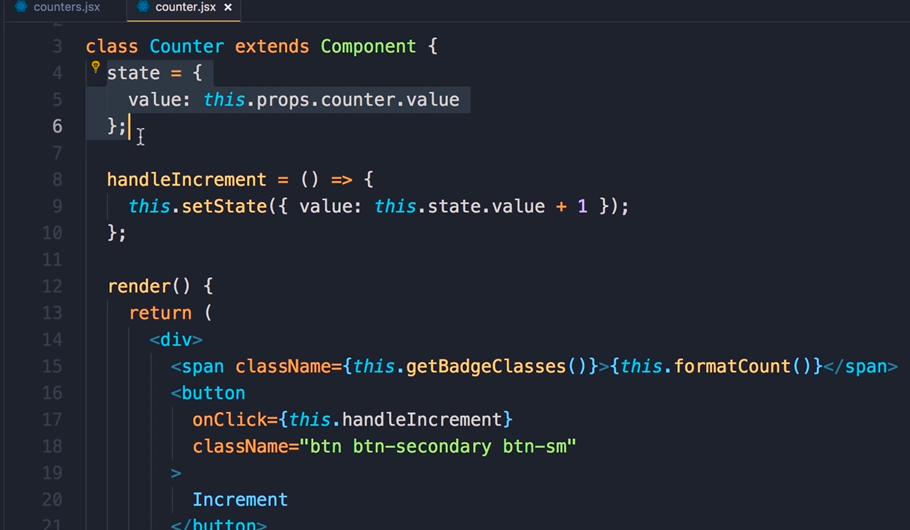 counters.jsx counter.jsx ×
2
3 class Counter extends Component {
4 state = {
5 value: this.props.counter.value
6 };
7
8 handleIncrement = () => {
9 this.setState({ value: this.state.value + 1 });
10 };
11
12 render() {
13 return (
14 <div>
15 <span className={this.getBadgeClasses()}>{this.formatCount()}</span>
16 <button
17 onClick={this.handleIncrement}
18 className="btn btn-secondary btn-sm"
19 >
20 Increment
21 </button>